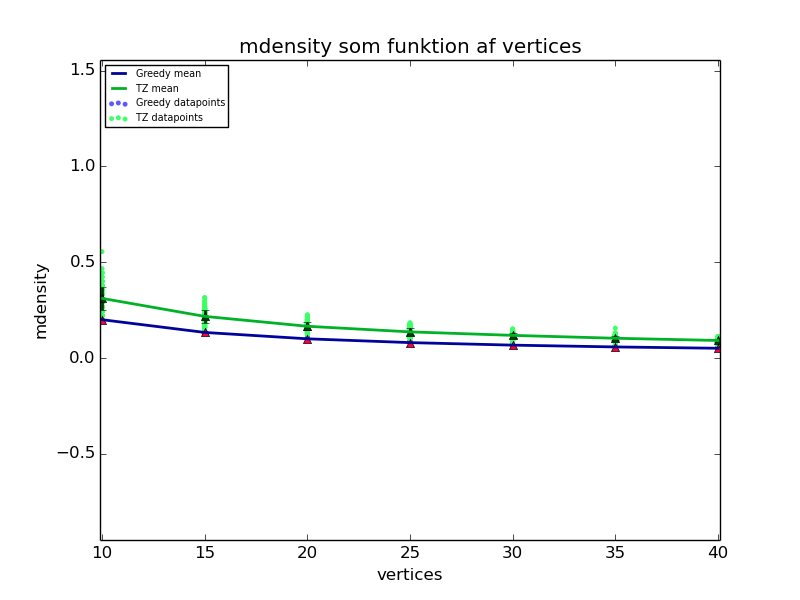 mdensity som funktion af vertices
1.5
1.0
0.5
0.0
−0.5
mdensity
Greedy mean
TZ mean
Greedy datapoints
TZ datapoints
10 15 20 25 30 35 40
vertices